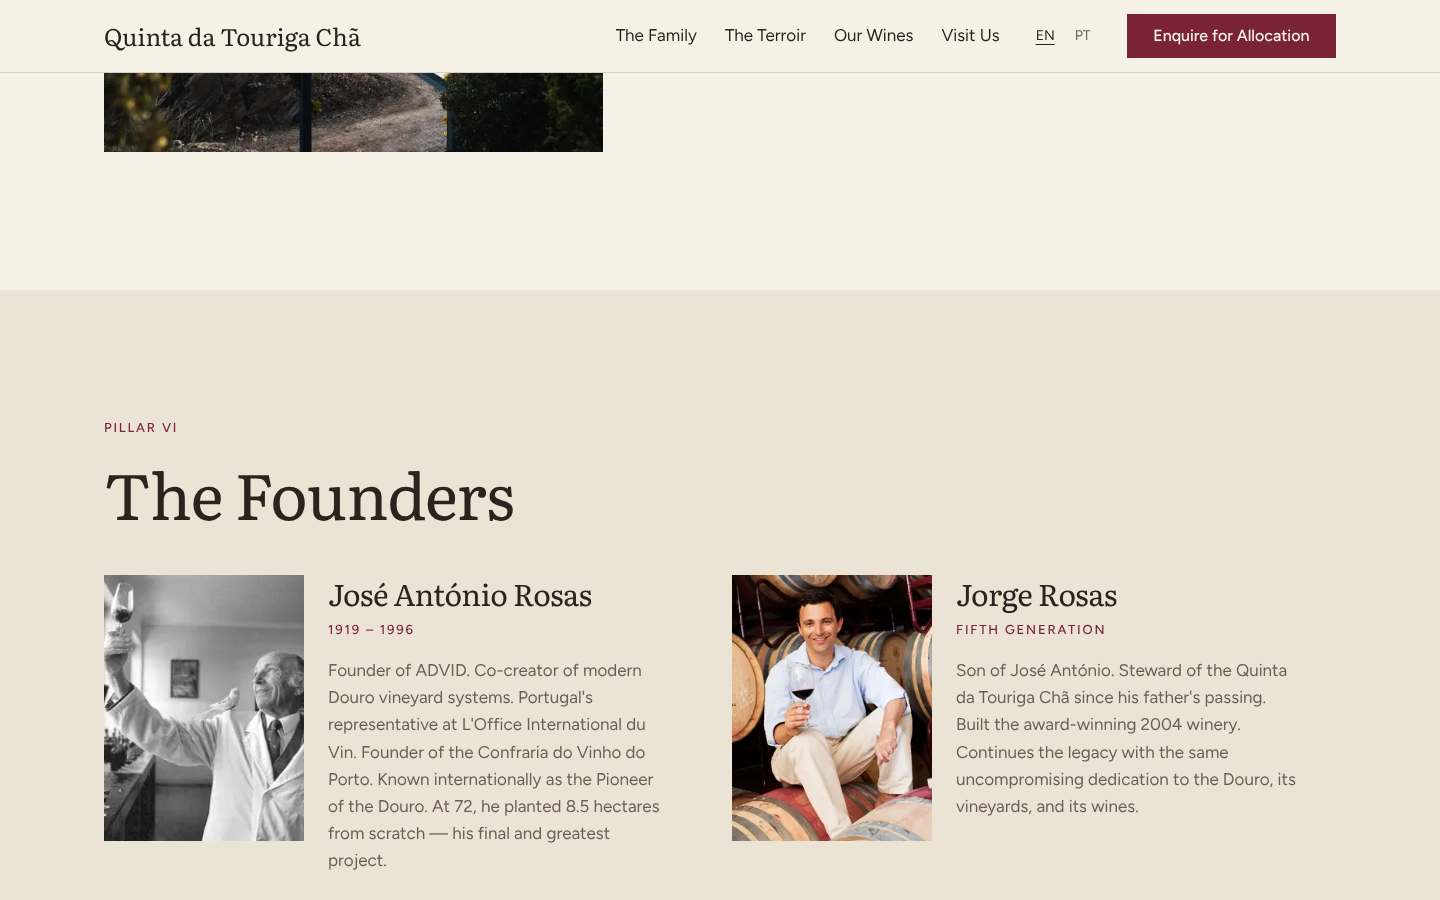 Quinta da Touriga Chã
The Family
The Terroir
Our Wines
Visit Us
EN
PT
Enquire for Allocation
PILLAR VI
The Founders
José António Rosas
1919 – 1996
Founder of ADVID. Co-creator of modern
Douro vineyard systems. Portugal's
representative at L'Office International du
Vin. Founder of the Confraria do Vinho do
Porto. Known internationally as the Pioneer
of the Douro. At 72, he planted 8.5 hectares
from scratch — his final and greatest
project.
Jorge Rosas
FIFTH GENERATION
Son of José António. Steward of the Quinta
da Touriga Chã since his father's passing.
Built the award-winning 2004 winery.
Continues the legacy with the same
uncompromising dedication to the Douro, its
vineyards, and its wines.